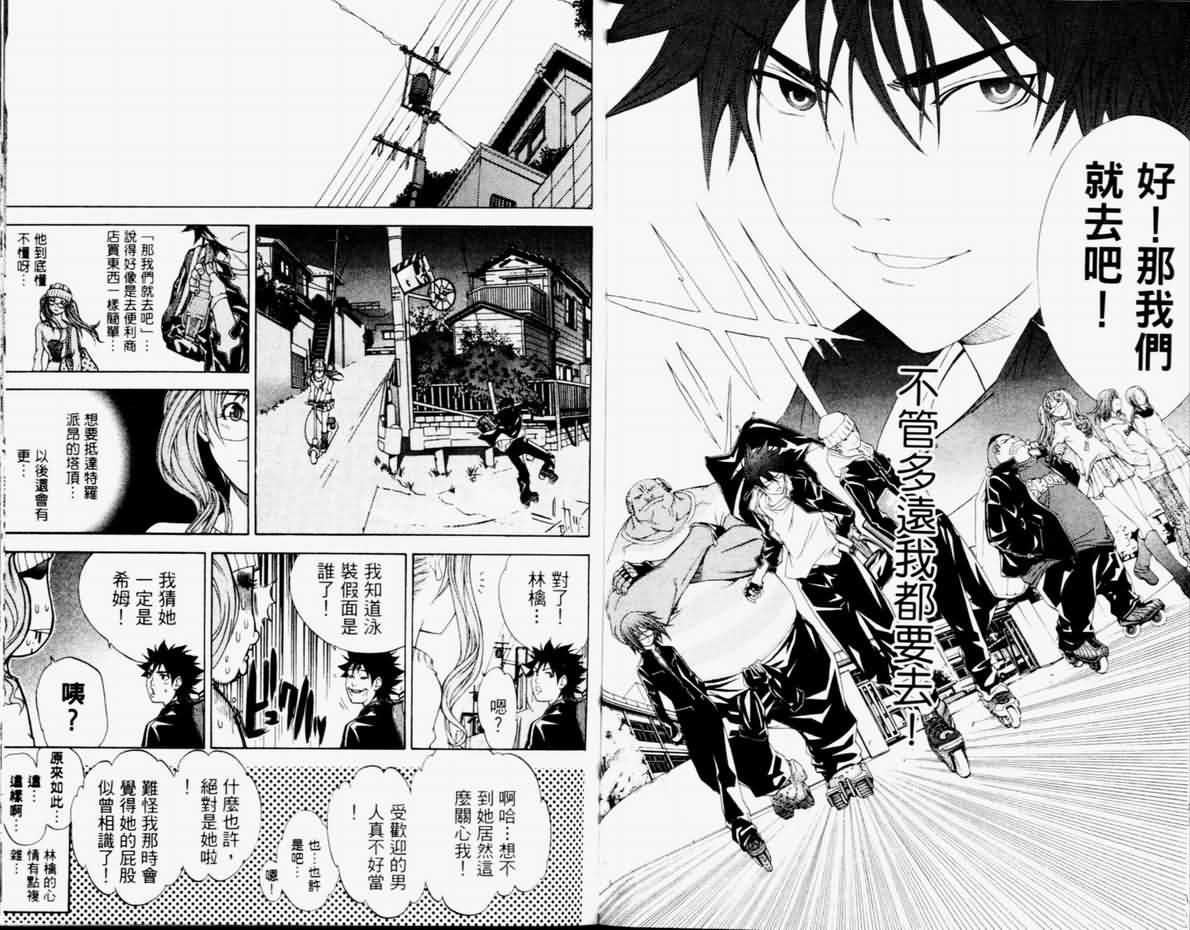 好!那我們
就去吧!
不管多遠我都要去!
「那我們就去吧」…
說得好像是去便利商
店買東西一樣簡單…
他到底懂
不懂呀…
想要抵達特羅
派昂的塔頂…
以後還會有
更…
對了!
林檎…
嗯?
我知道泳
裝假面是
誰了!
我猜她
一定是
希姆!
咦?
啊哈…想不
到她居然這
麼關心我!
受歡迎的男
人真不好當
!
也…也許
是吧…
嗯!
什麼也許,
絕對是她啦
!
難怪我那時會
覺得她的屁股
似曾相識了!
原來如此…
這…
這樣啊…
林檎的心
情有點複
雜…